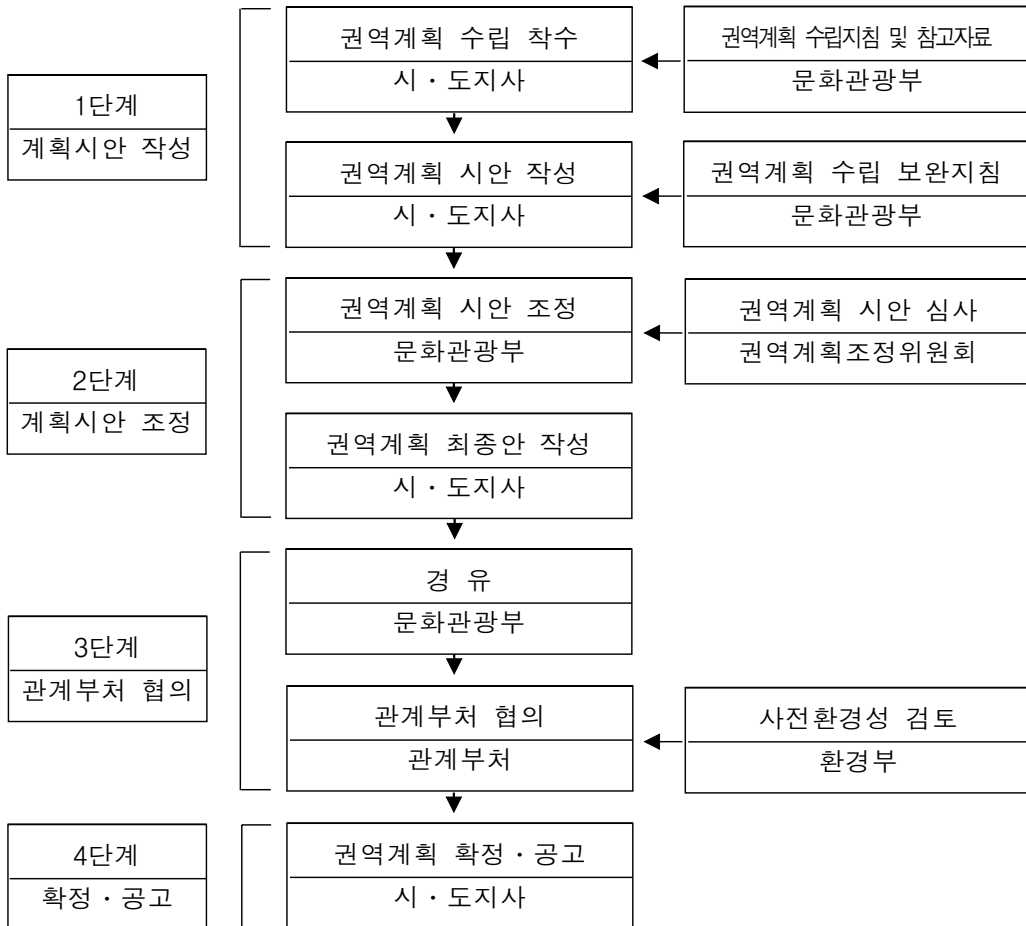 권역계획 수립 착수
시·도지사
권역계획 수립지침 및 참고자료
문화관광부
1단계
계획시안 작성
권역계획 시안 작성
시·도지사
권역계획 수립 보완지침
문화관광부
권역계획 시안 조정
문화관광부
권역계획 시안 심사
권역계획조정위원회
2단계
계획시안 조정
권역계획 최종안 작성
시·도지사
경 유
문화관광부
3단계
관계부처 협의
관계부처 협의
관계부처
사전환경성 검토
환경부
4단계
확정·공고
권역계획 확정·공고
시·도지사